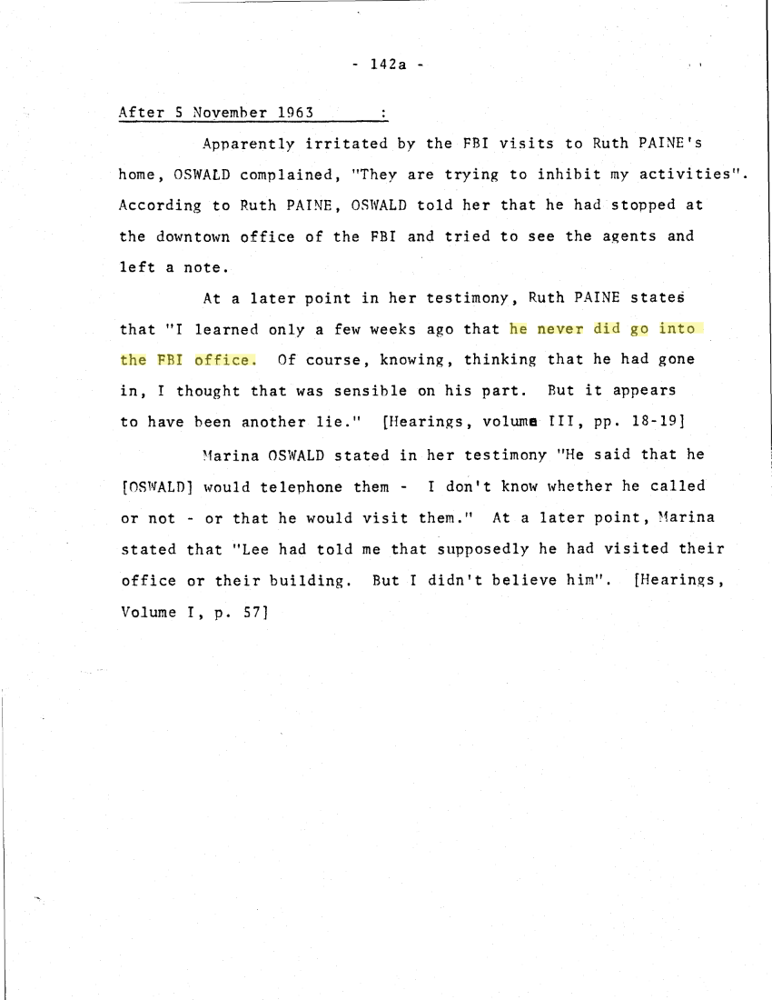 - 142a -
After 5 November 1963 :
Apparently irritated by the FBI visits to Ruth PAINE's
home, OSWALD complained, "They are trying to inhibit my activities".
According to Ruth PAINE, OSWALD told her that he had stopped at
the downtown office of the FBI and tried to see the agents and
left a note.
At a later point in her testimony, Ruth PAINE states
that "I learned only a few weeks ago that he never did go into
the FBI office. Of course, knowing, thinking that he had gone
in, I thought that was sensible on his part. But it appears
to have been another lie." [Hearings, volume III, pp. 18-19]
Marina OSWALD stated in her testimony "He said that he
[OSWALD] would telephone them - I don't know whether he called
or not - or that he would visit them." At a later point, Marina
stated that "Lee had told me that supposedly he had visited their
office or their building. But I didn't believe him". [Hearings,
Volume I, p. 57]